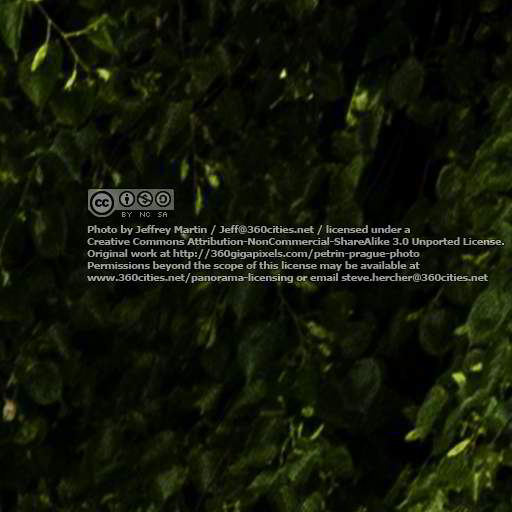 cc BY NC SA
Photo by Jeffrey Martin / Jeff@360cities.net / licensed under a
Creative Commons Attribution-NonCommercial-ShareAlike 3.0 Unported License.
Original work at http://360gigapixels.com/petrin-prague-photo
Permissions beyond the scope of this license may be available at
www.360cities.net/panorama-licensing or email steve.hercher@360cities.net